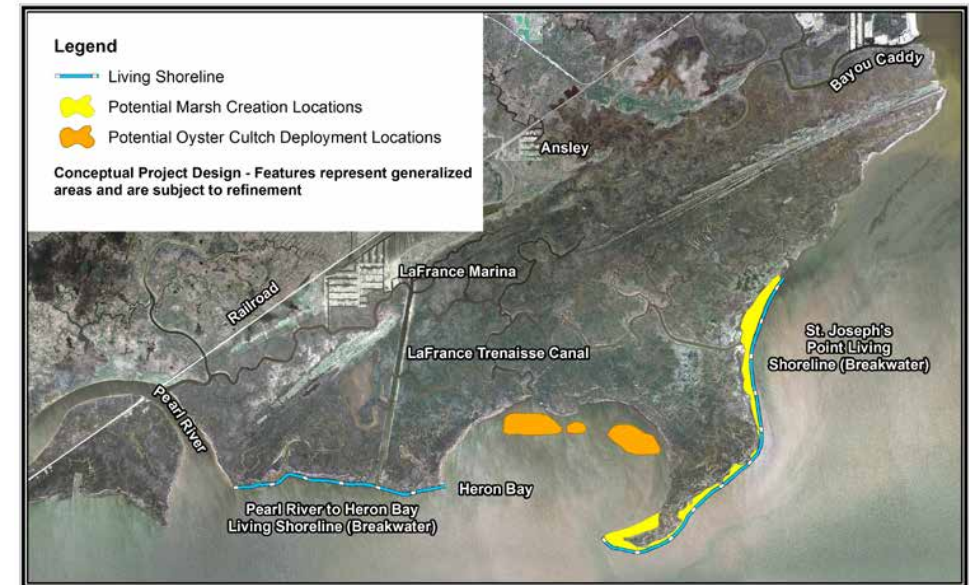 Legend
Living Shoreline
Potential Marsh Creation Locations
Potential Oyster Cultch Deployment Locations
Conceptual Project Design - Features represent generalized
areas and are subject to refinement
Bayou Caddy
Ansley
LaFrance Marina
Railroad
LaFrance Trenaisse Canal
St. Joseph's
Point Living
Shoreline (Breakwater)
Pearl River
Heron Bay
Pearl River to Heron Bay
Living Shoreline (Breakwater)